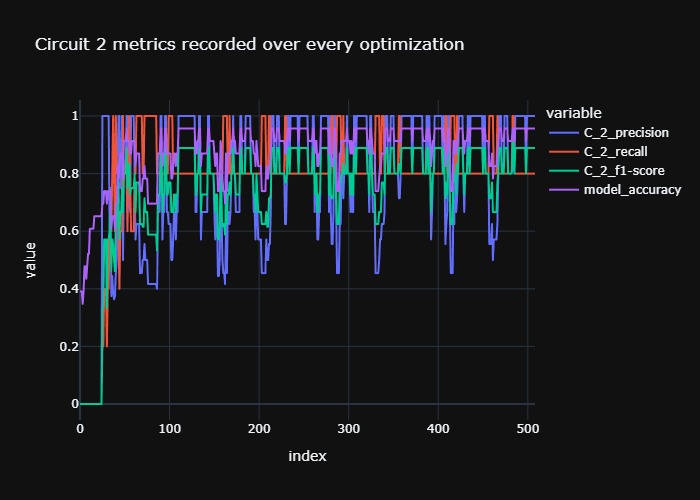 Circuit 2 metrics recorded over every optimization
variable
C_2_precision
C_2_recall
C_2_f1-score
model_accuracy
value
1
0.8
0.6
0.4
0.2
0
0 100 200 300 400 500
index